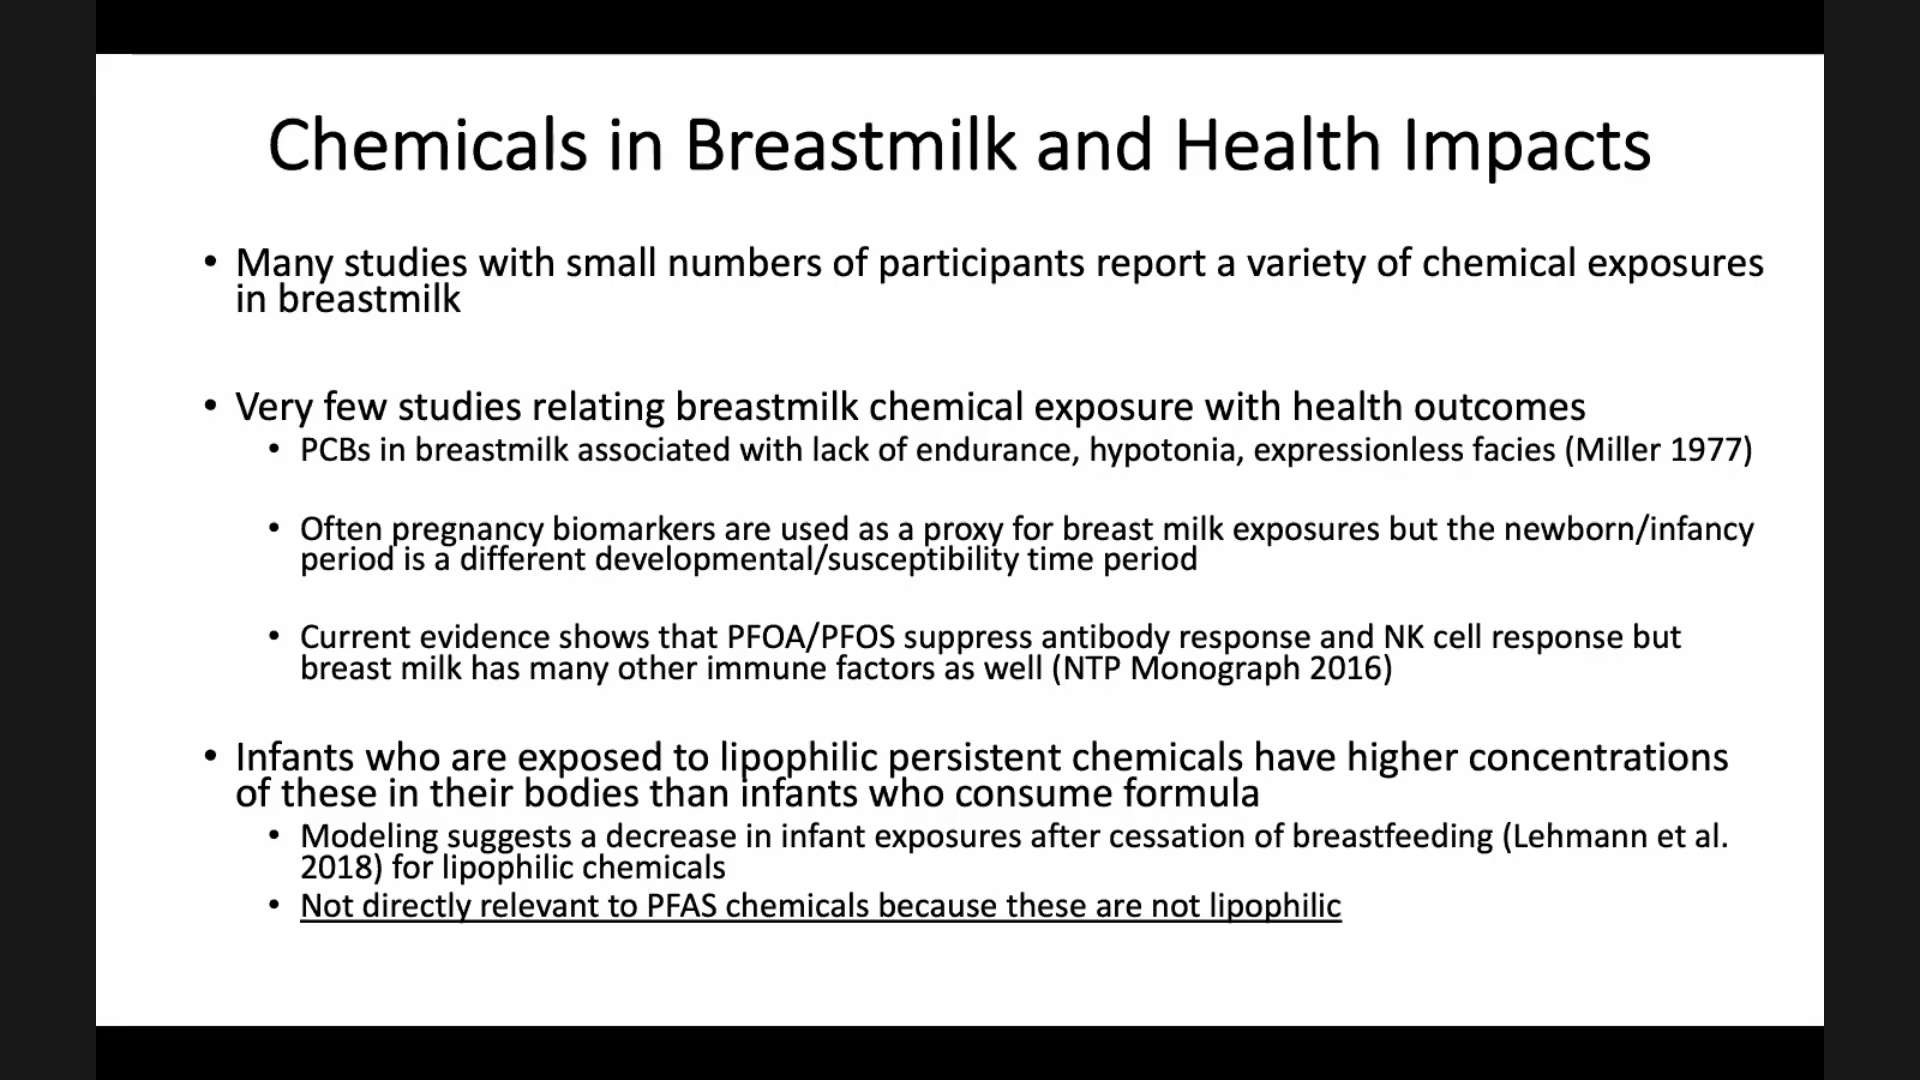 Chemicals in Breastmilk and Health Impacts
• Many studies with small numbers of participants report a variety of chemical exposures
in breastmilk
• Very few studies relating breastmilk chemical exposure with health outcomes
• PCBs in breastmilk associated with lack of endurance, hypotonia, expressionless facies (Miller 1977)
• Often pregnancy biomarkers are used as a proxy for breast milk exposures but the newborn/infancy
period is a different developmental/susceptibility time period
• Current evidence shows that PFOA/PFOS suppress antibody response and NK cell response but
breast milk has many other immune factors as well (NTP Monograph 2016)
• Infants who are exposed to lipophilic persistent chemicals have higher concentrations
of these in their bodies than infants who consume formula
• Modeling suggests a decrease in infant exposures after cessation of breastfeeding (Lehmann et al.
2018) for lipophilic chemicals
• Not directly relevant to PFAS chemicals because these are not lipophilic